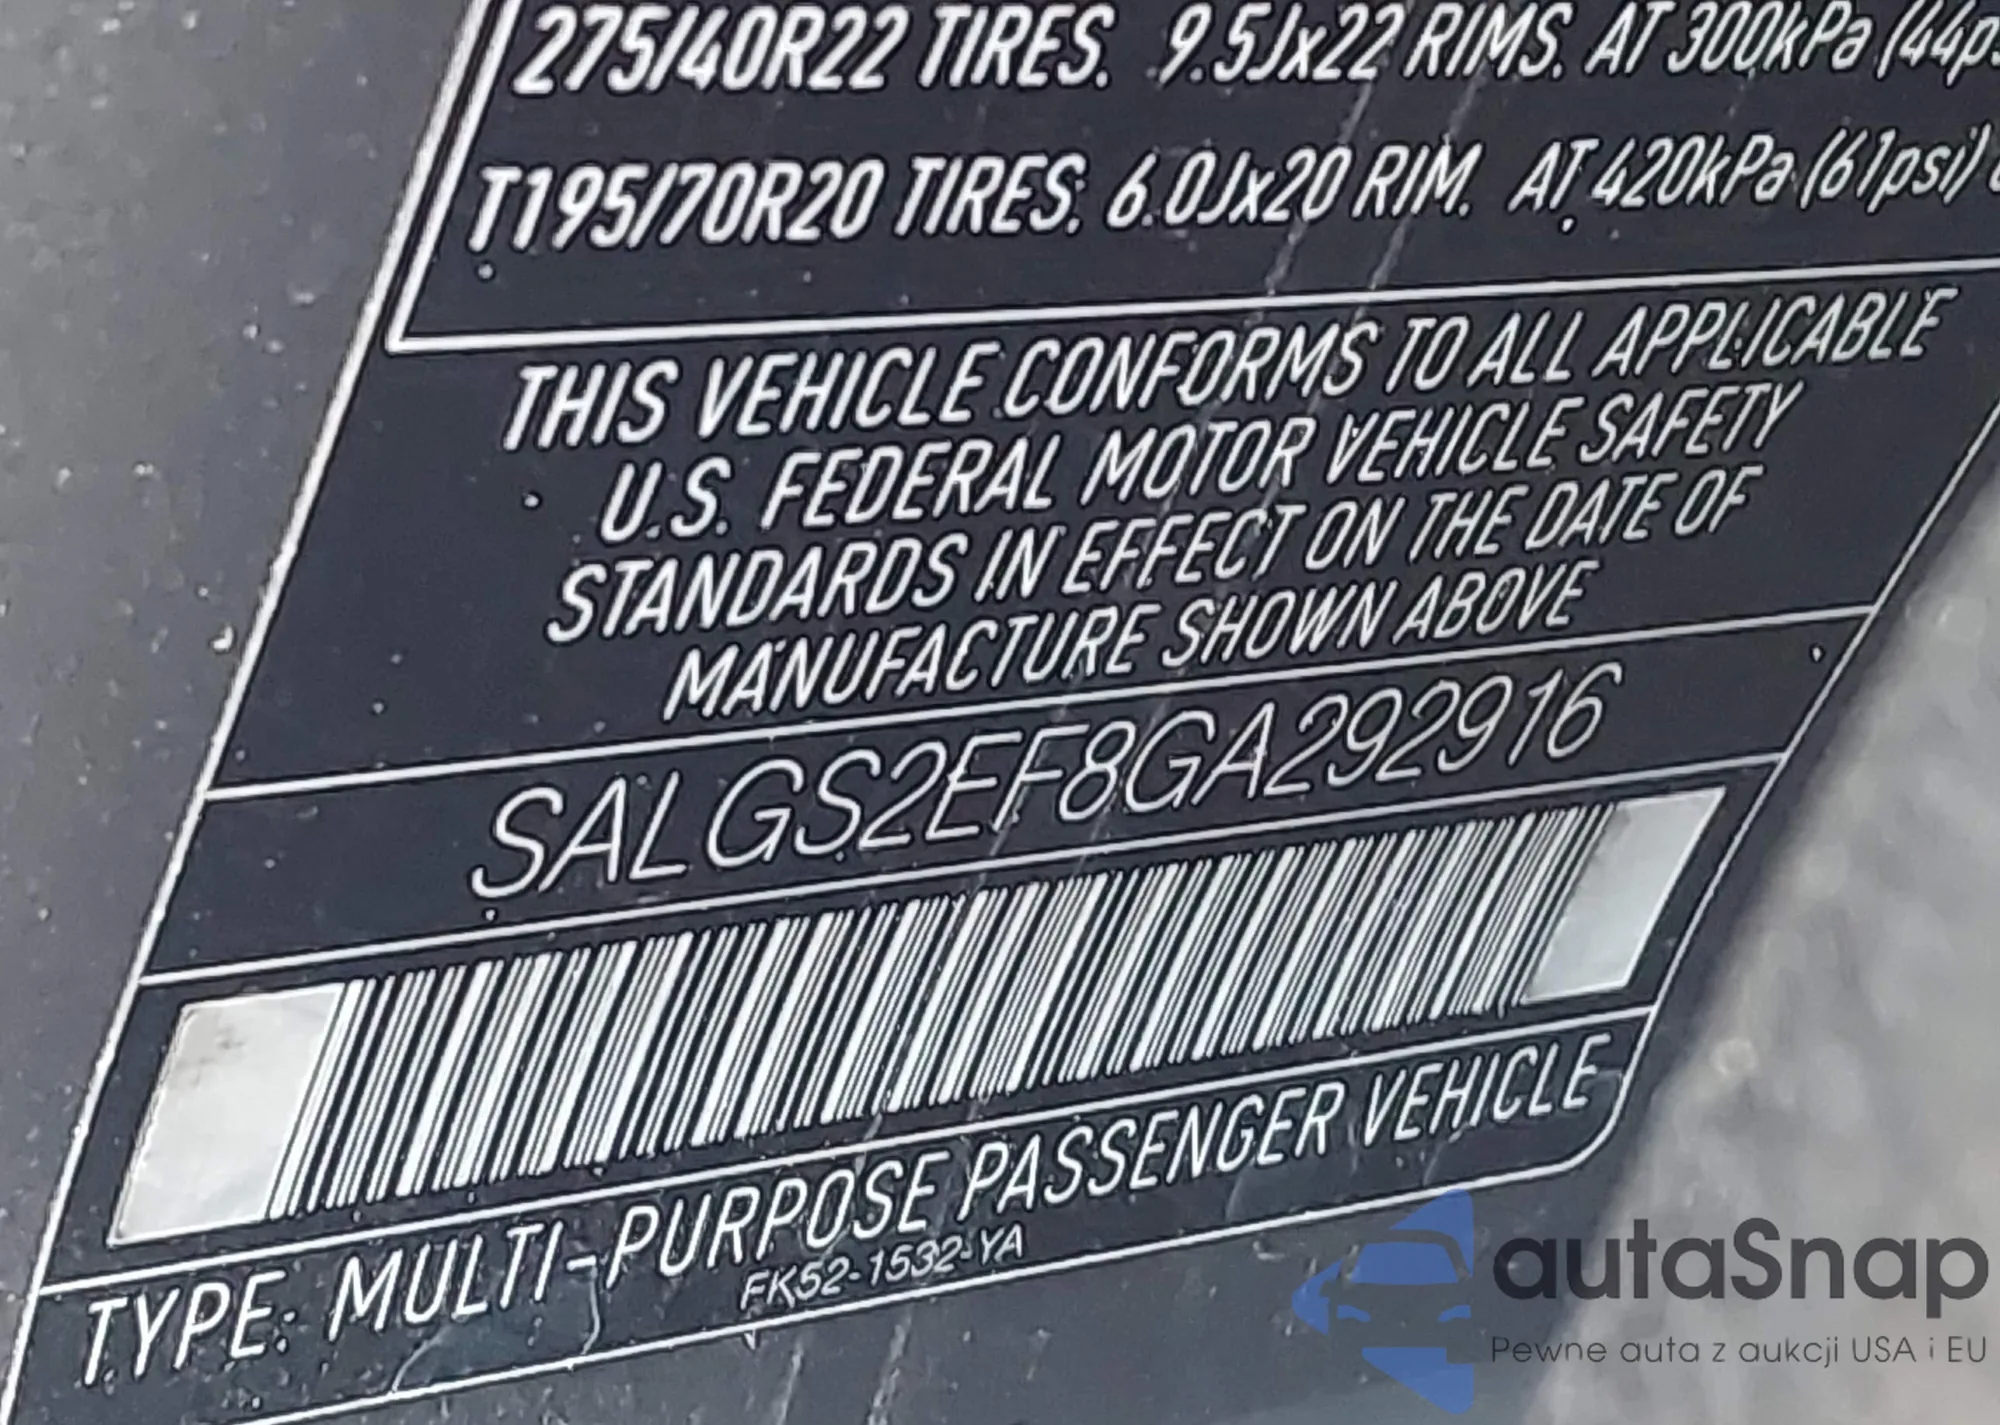 275/40R22 TIRES. 9.5Jx22 RIMS. AT 300kPa (44ps
T195/70R20 TIRES. 6.0Jx20 RIM. AT 420kPa (61psi)
THIS VEHICLE CONFORMS TO ALL APPLICABLE
U.S. FEDERAL MOTOR VEHICLE SAFETY
STANDARDS IN EFFECT ON THE DATE OF
MANUFACTURE SHOWN ABOVE
SALGS2EF8GA292916
TYPE: MULTI-PURPOSE PASSENGER VEHICLE
FK52-1532-YA
autaSnap
Pewne auta z aukcji USA i EU